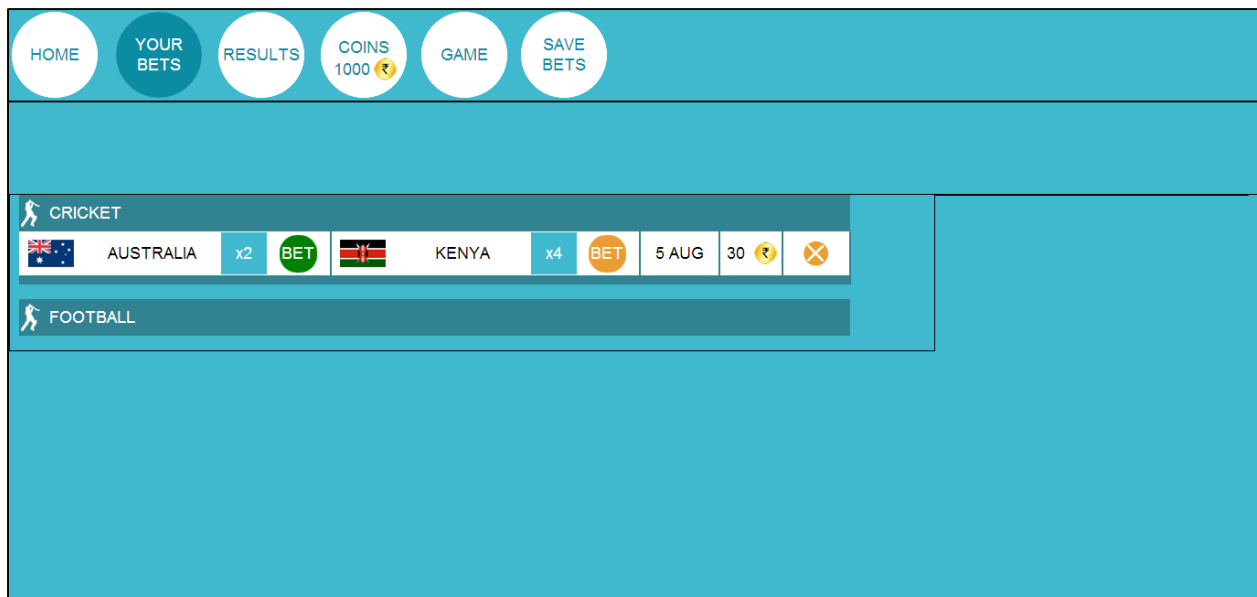 HOME
YOUR
BETS
RESULTS
COINS
1000 ₹
GAME
SAVE
BETS
CRICKET
AUSTRALIA x2 BET KENYA x4 BET 5 AUG 30 ₹
FOOTBALL